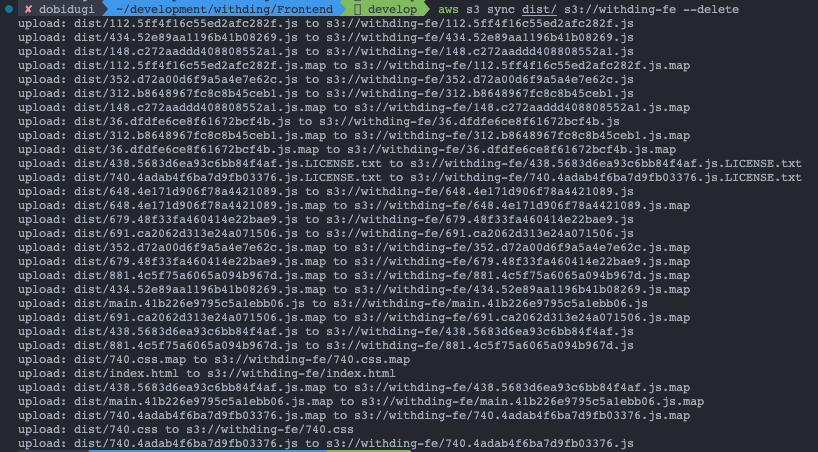 ✘ dobidugi ~/development/withding/Frontend develop aws s3 sync dist/ s3://withding-fe --delete
upload: dist/112.5ff4f16c55ed2afc282f.js to s3://withding-fe/112.5ff4f16c55ed2afc282f.js
upload: dist/434.52e89aa1196b41b08269.js to s3://withding-fe/434.52e89aa1196b41b08269.js
upload: dist/148.c272aaddd408808552a1.js to s3://withding-fe/148.c272aaddd408808552a1.js
upload: dist/112.5ff4f16c55ed2afc282f.js.map to s3://withding-fe/112.5ff4f16c55ed2afc282f.js.map
upload: dist/352.d72a00d6f9a5a4e7e62c.js to s3://withding-fe/352.d72a00d6f9a5a4e7e62c.js
upload: dist/312.b8648967fc8c8b45ceb1.js to s3://withding-fe/312.b8648967fc8c8b45ceb1.js
upload: dist/148.c272aaddd408808552a1.js.map to s3://withding-fe/148.c272aaddd408808552a1.js.map
upload: dist/36.dfdfe6ce8f61672bcf4b.js to s3://withding-fe/36.dfdfe6ce8f61672bcf4b.js
upload: dist/312.b8648967fc8c8b45ceb1.js.map to s3://withding-fe/312.b8648967fc8c8b45ceb1.js.map
upload: dist/36.dfdfe6ce8f61672bcf4b.js.map to s3://withding-fe/36.dfdfe6ce8f61672bcf4b.js.map
upload: dist/438.5683d6ea93c6bb84f4af.js.LICENSE.txt to s3://withding-fe/438.5683d6ea93c6bb84f4af.js.LICENSE.txt
upload: dist/740.4adab4f6ba7d9fb03376.js.LICENSE.txt to s3://withding-fe/740.4adab4f6ba7d9fb03376.js.LICENSE.txt
upload: dist/648.4e171d906f78a4421089.js to s3://withding-fe/648.4e171d906f78a4421089.js
upload: dist/648.4e171d906f78a4421089.js.map to s3://withding-fe/648.4e171d906f78a4421089.js.map
upload: dist/679.48f33fa460414e22bae9.js to s3://withding-fe/679.48f33fa460414e22bae9.js
upload: dist/691.ca2062d313e24a071506.js to s3://withding-fe/691.ca2062d313e24a071506.js
upload: dist/352.d72a00d6f9a5a4e7e62c.js.map to s3://withding-fe/352.d72a00d6f9a5a4e7e62c.js.map
upload: dist/679.48f33fa460414e22bae9.js.map to s3://withding-fe/679.48f33fa460414e22bae9.js.map
upload: dist/881.4c5f75a6065a094b967d.js.map to s3://withding-fe/881.4c5f75a6065a094b967d.js.map
upload: dist/434.52e89aa1196b41b08269.js.map to s3://withding-fe/434.52e89aa1196b41b08269.js.map
upload: dist/main.41b226e9795c5a1ebb06.js to s3://withding-fe/main.41b226e9795c5a1ebb06.js
upload: dist/691.ca2062d313e24a071506.js.map to s3://withding-fe/691.ca2062d313e24a071506.js.map
upload: dist/438.5683d6ea93c6bb84f4af.js to s3://withding-fe/438.5683d6ea93c6bb84f4af.js
upload: dist/881.4c5f75a6065a094b967d.js to s3://withding-fe/881.4c5f75a6065a094b967d.js
upload: dist/740.css.map to s3://withding-fe/740.css.map
upload: dist/index.html to s3://withding-fe/index.html
upload: dist/438.5683d6ea93c6bb84f4af.js.map to s3://withding-fe/438.5683d6ea93c6bb84f4af.js.map
upload: dist/main.41b226e9795c5a1ebb06.js.map to s3://withding-fe/main.41b226e9795c5a1ebb06.js.map
upload: dist/740.4adab4f6ba7d9fb03376.js.map to s3://withding-fe/740.4adab4f6ba7d9fb03376.js.map
upload: dist/740.css to s3://withding-fe/740.css
upload: dist/740.4adab4f6ba7d9fb03376.js to s3://withding-fe/740.4adab4f6ba7d9fb03376.js